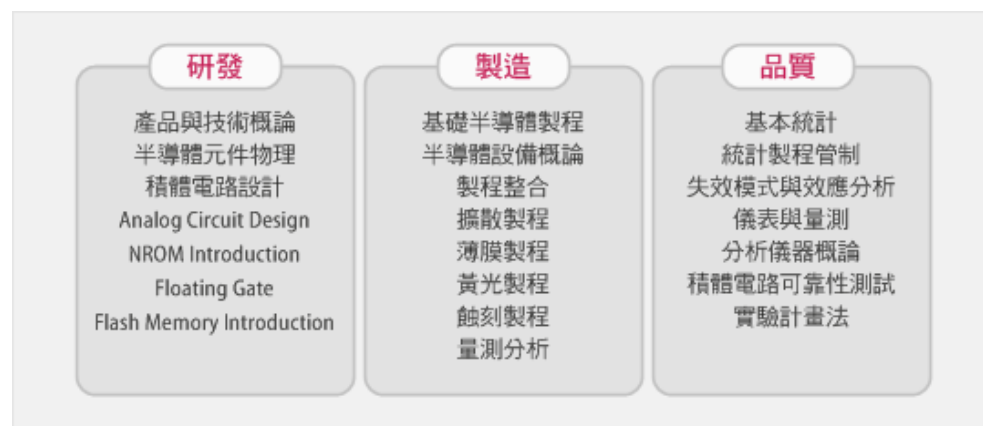 研發
產品與技術概論
半導體元件物理
積體電路設計
Analog Circuit Design
NROM Introduction
Floating Gate
Flash Memory Introduction
製造
基礎半導體製程
半導體設備概論
製程整合
擴散製程
薄膜製程
黃光製程
蝕刻製程
量測分析
品質
基本統計
統計製程管制
失效模式與效應分析
儀表與量測
分析儀器概論
積體電路可靠性測試
實驗計畫法